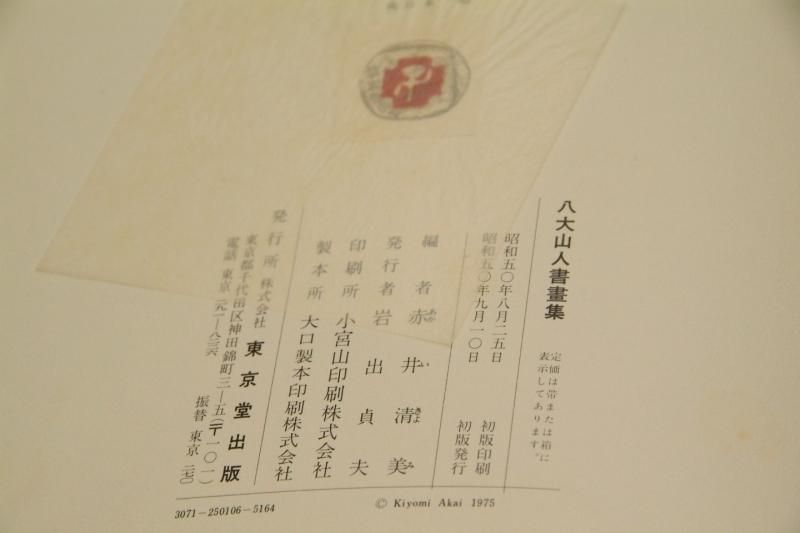 八大山人書畫集
定価は帯または箱に
表示してあります。
昭和五〇年八月二五日 初版印刷
昭和五〇年九月一〇日 初版発行
編者 赤井清美
発行者 岩出貞夫
印刷所 小宮山印刷株式会社
製本所 大口製本印刷株式会社
発行所 株式会社 東京堂出版
東京都千代田区神田錦町三—五(〒一〇一)
電話 東京 振替 東京
© Kiyomi Akai 1975
3071—250106—5164